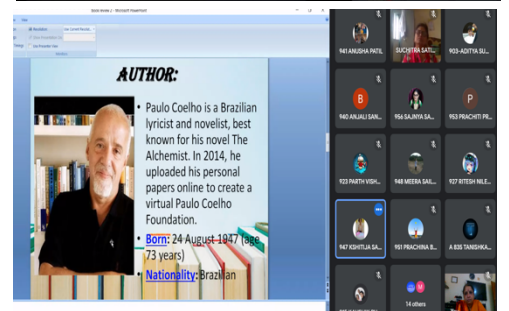 AUTHOR:
• Paulo Coelho is a Brazilian
lyricist and novelist, best
known for his novel The
Alchemist. In 2014, he
uploaded his personal
papers online to create a
virtual Paulo Coelho
Foundation.
• Born: 24 August 1947 (age
73 years)
• Nationality: Brazilian
941 ANUSHA PATIL
SUCHITRA SATI...
903-ADITYA SU...
B
940 ANJALI SAN...
956 SAJNYA SA...
P
953 PRACHITI PR...
923 PARTH VISH...
948 MEERA SAIL...
927 RITESH NILE...
947 KSHITIJA SA...
951 PRACHINA B...
A 835 TANISHKA...
M
14 others